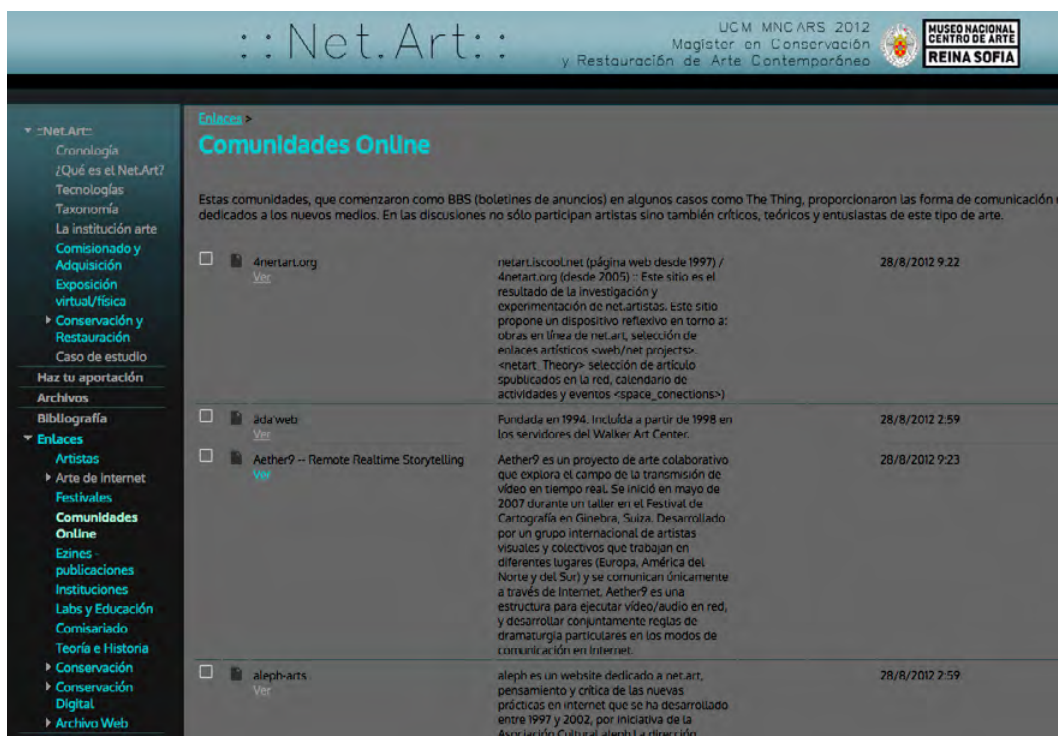 ::Net.Art::
UCM MNCARS 2012
Magíster en Conservación
y Restauración de Arte Contemporáneo
MUSEO NACIONAL
CENTRO DE ARTE
REINA SOFIA
::Net.Art::
Cronología
¿Qué es el Net.Art?
Tecnologías
Taxonomía
La institución arte
Comisionado y
Adquisición
Exposición
virtual/física
Conservación y
Restauración
Caso de estudio
Haz tu aportación
Archivos
Bibliografía
Enlaces
Artistas
Arte de Internet
Festivales
Comunidades
Online
Ezines -
publicaciones
Instituciones
Labs y Educación
Comisariado
Teoría e Historia
Conservación
Conservación
Digital
Archivo Web
Enlaces >
Comunidades Online
Estas comunidades, que comenzaron como BBS (boletines de anuncios) en algunos casos como The Thing, proporcionaron las forma de comunicación
dedicados a los nuevos medios. En las discusiones no sólo participan artistas sino también críticos, teóricos y entusiastas de este tipo de arte.
4nertart.org
Ver
netart.iscool.net (página web desde 1997) /
4netart.org (desde 2005) :: Este sitio es el
resultado de la investigación y
experimentación de net.artistas. Este sitio
propone un dispositivo reflexivo en torno a:
obras en línea de net.art, selección de
enlaces artísticos <web/net projects>.
<netart_Theory> selección de artículo
spublicados en la red, calendario de
actividades y eventos <space_conections>)
28/8/2012 9:22
äda'web
Ver
Fundada en 1994. Incluída a partir de 1998 en
los servidores del Walker Art Center.
28/8/2012 2:59
Aether9 -- Remote Realtime Storytelling
Ver
Aether9 es un proyecto de arte colaborativo
que explora el campo de la transmisión de
vídeo en tiempo real. Se inició en mayo de
2007 durante un taller en el Festival de
Cartografía en Ginebra, Suiza. Desarrollado
por un grupo internacional de artistas
visuales y colectivos que trabajan en
diferentes lugares (Europa, América del
Norte y del Sur) y se comunican únicamente
a través de Internet. Aether9 es una
estructura para ejecutar vídeo/audio en red,
y desarrollar conjuntamente reglas de
dramaturgia particulares en los modos de
comunicación en Internet.
28/8/2012 9:23
aleph-arts
Ver
aleph es un website dedicado a net.art,
pensamiento y crítica de las nuevas
prácticas en internet que se ha desarrollado
entre 1997 y 2002, por iniciativa de la
Asociación Cultural aleph La dirección
28/8/2012 2:59